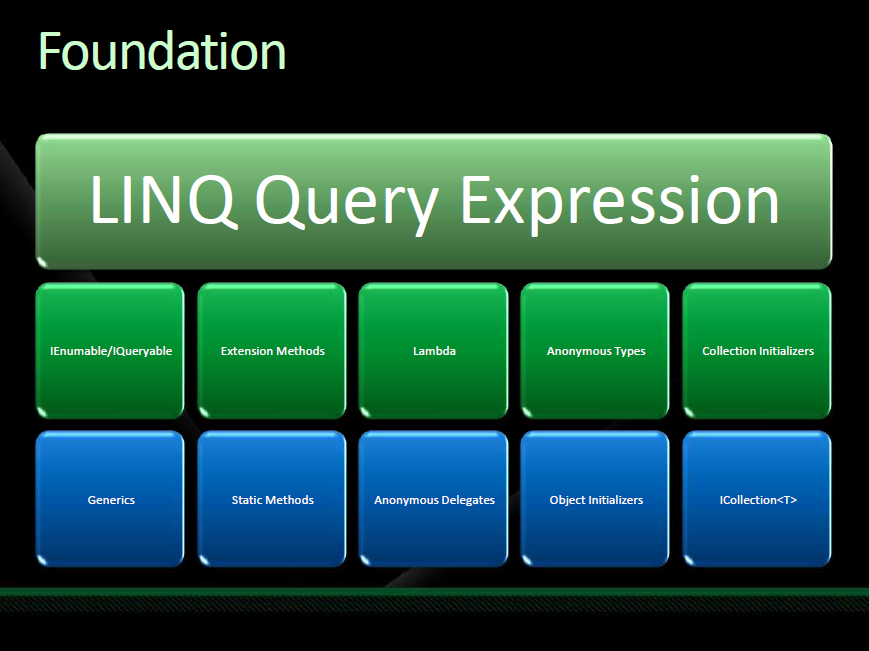 Foundation
LINQ Query Expression
IEnumable/IQueryable
Extension Methods
Lambda
Anonymous Types
Collection Initializers
Generics
Static Methods
Anonymous Delegates
Object Initializers
ICollection<T>